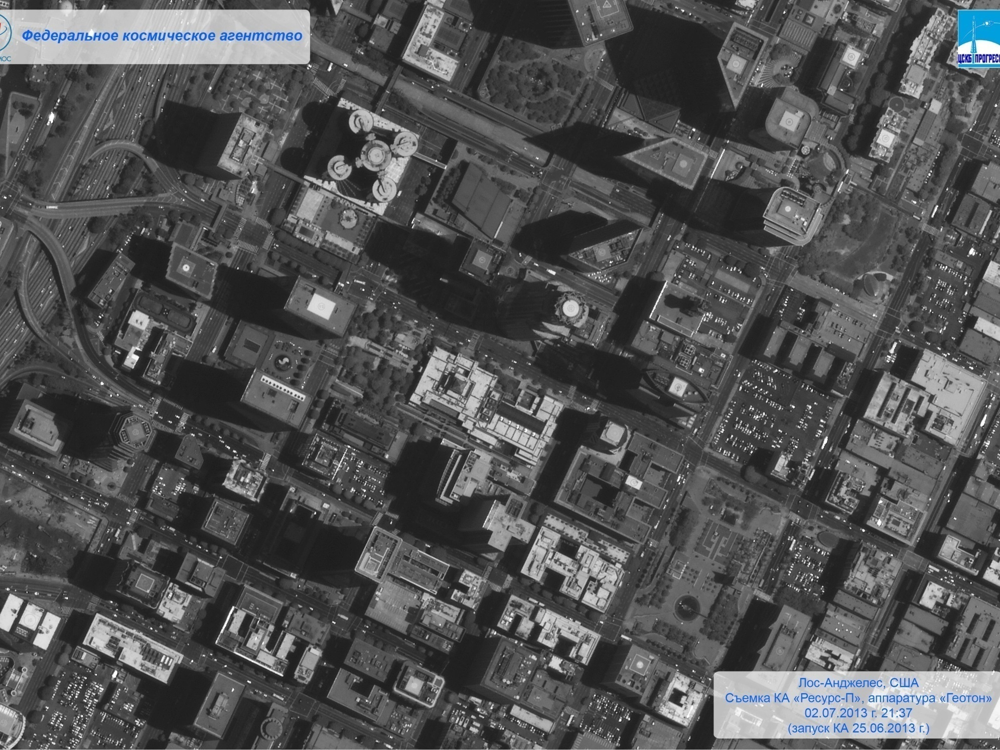 Федеральное космическое агентство
МОС
ЦСКБ ПРОГРЕСС
Лос-Анджелес, США
Съемка КА «Ресурс-П», аппаратура «Геотон»
02.07.2013 г. 21:37
(запуск КА 25.06.2013 г.)